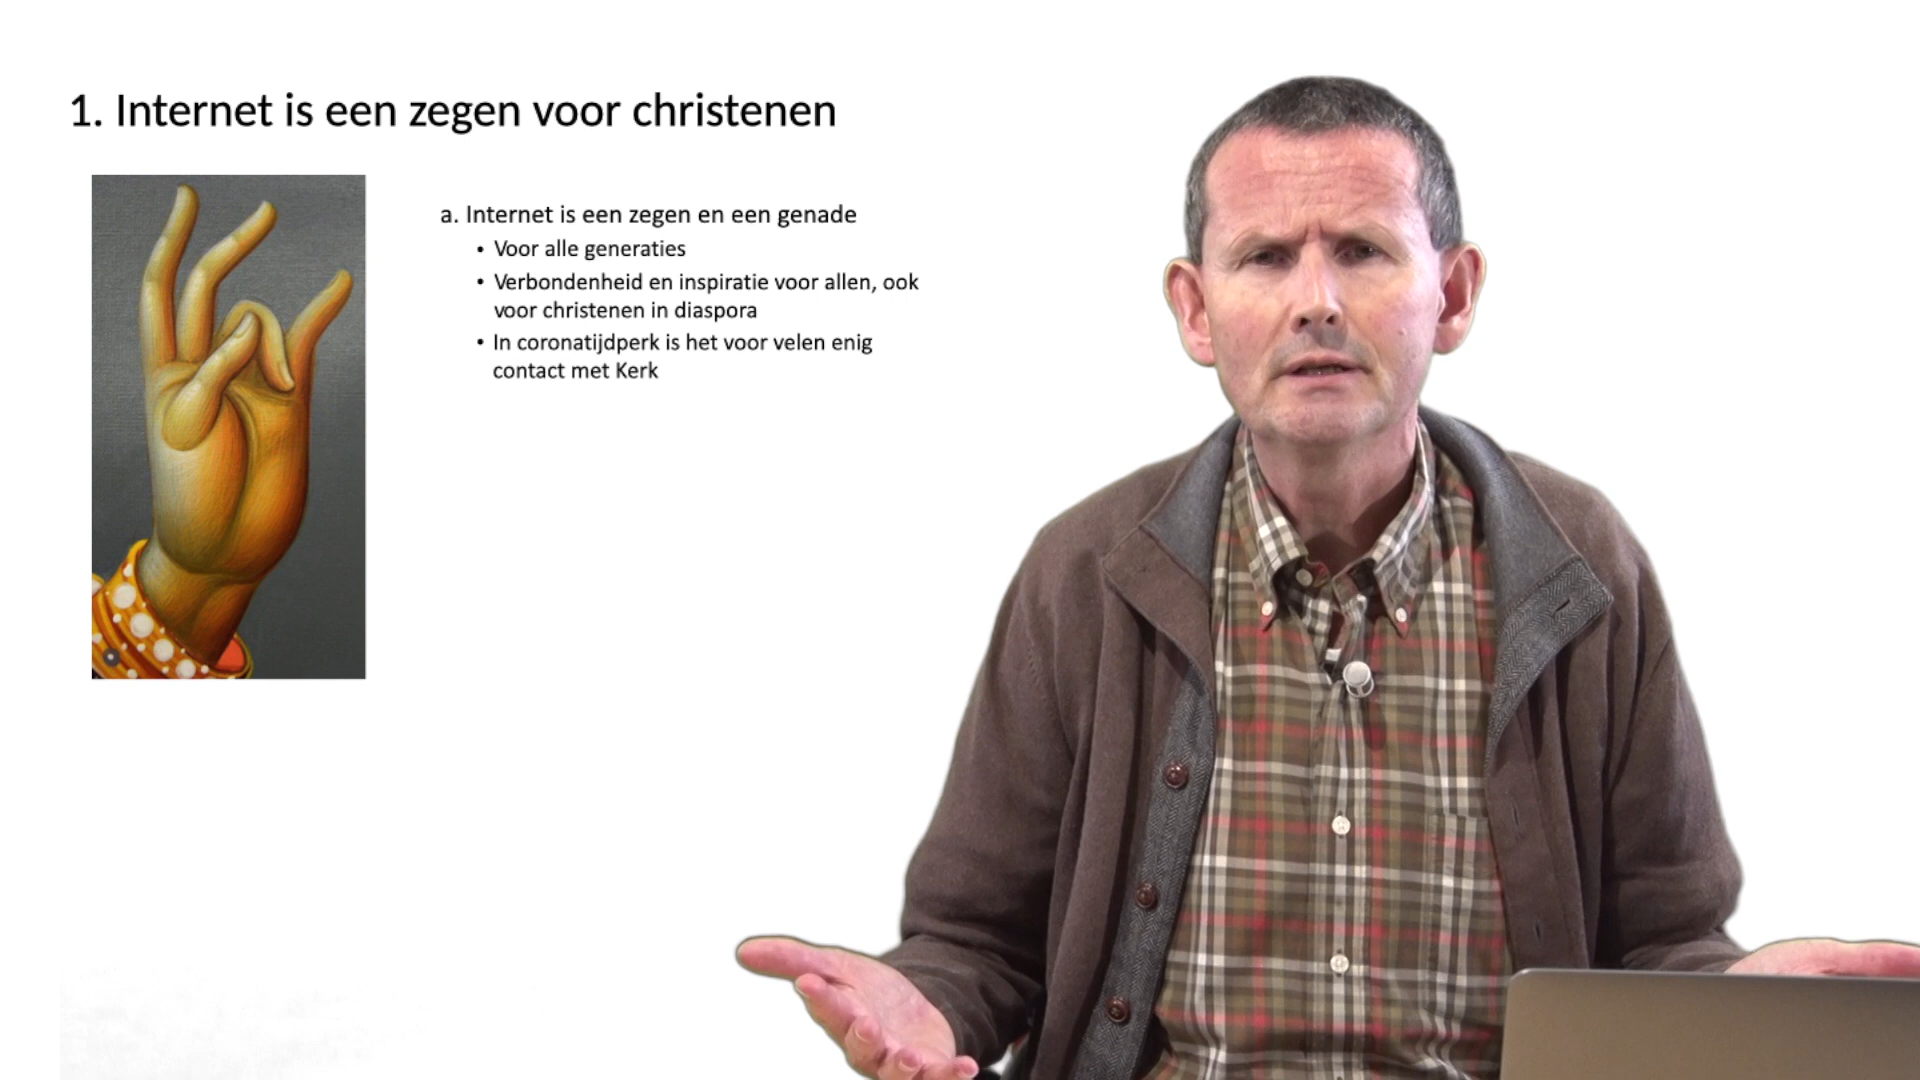 1. Internet is een zegen voor christenen
a. Internet is een zegen en een genade
• Voor alle generaties
• Verbondenheid en inspiratie voor allen, ook
voor christenen in diaspora
• In coronatijdperk is het voor velen enig
contact met Kerk